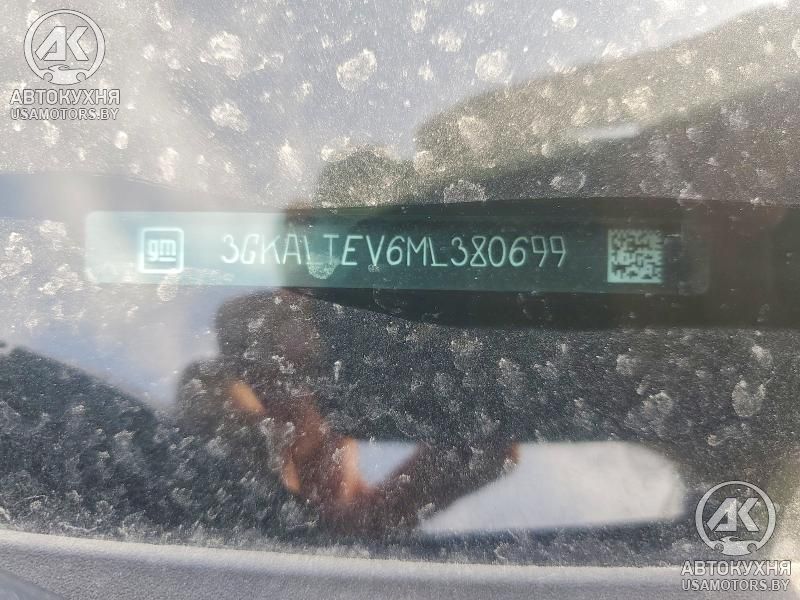 АК
АВТОКУХНЯ
USAMOTORS.BY
gm 3GKALTEV6ML380699
АК
АВТОКУХНЯ
USAMOTORS.BY